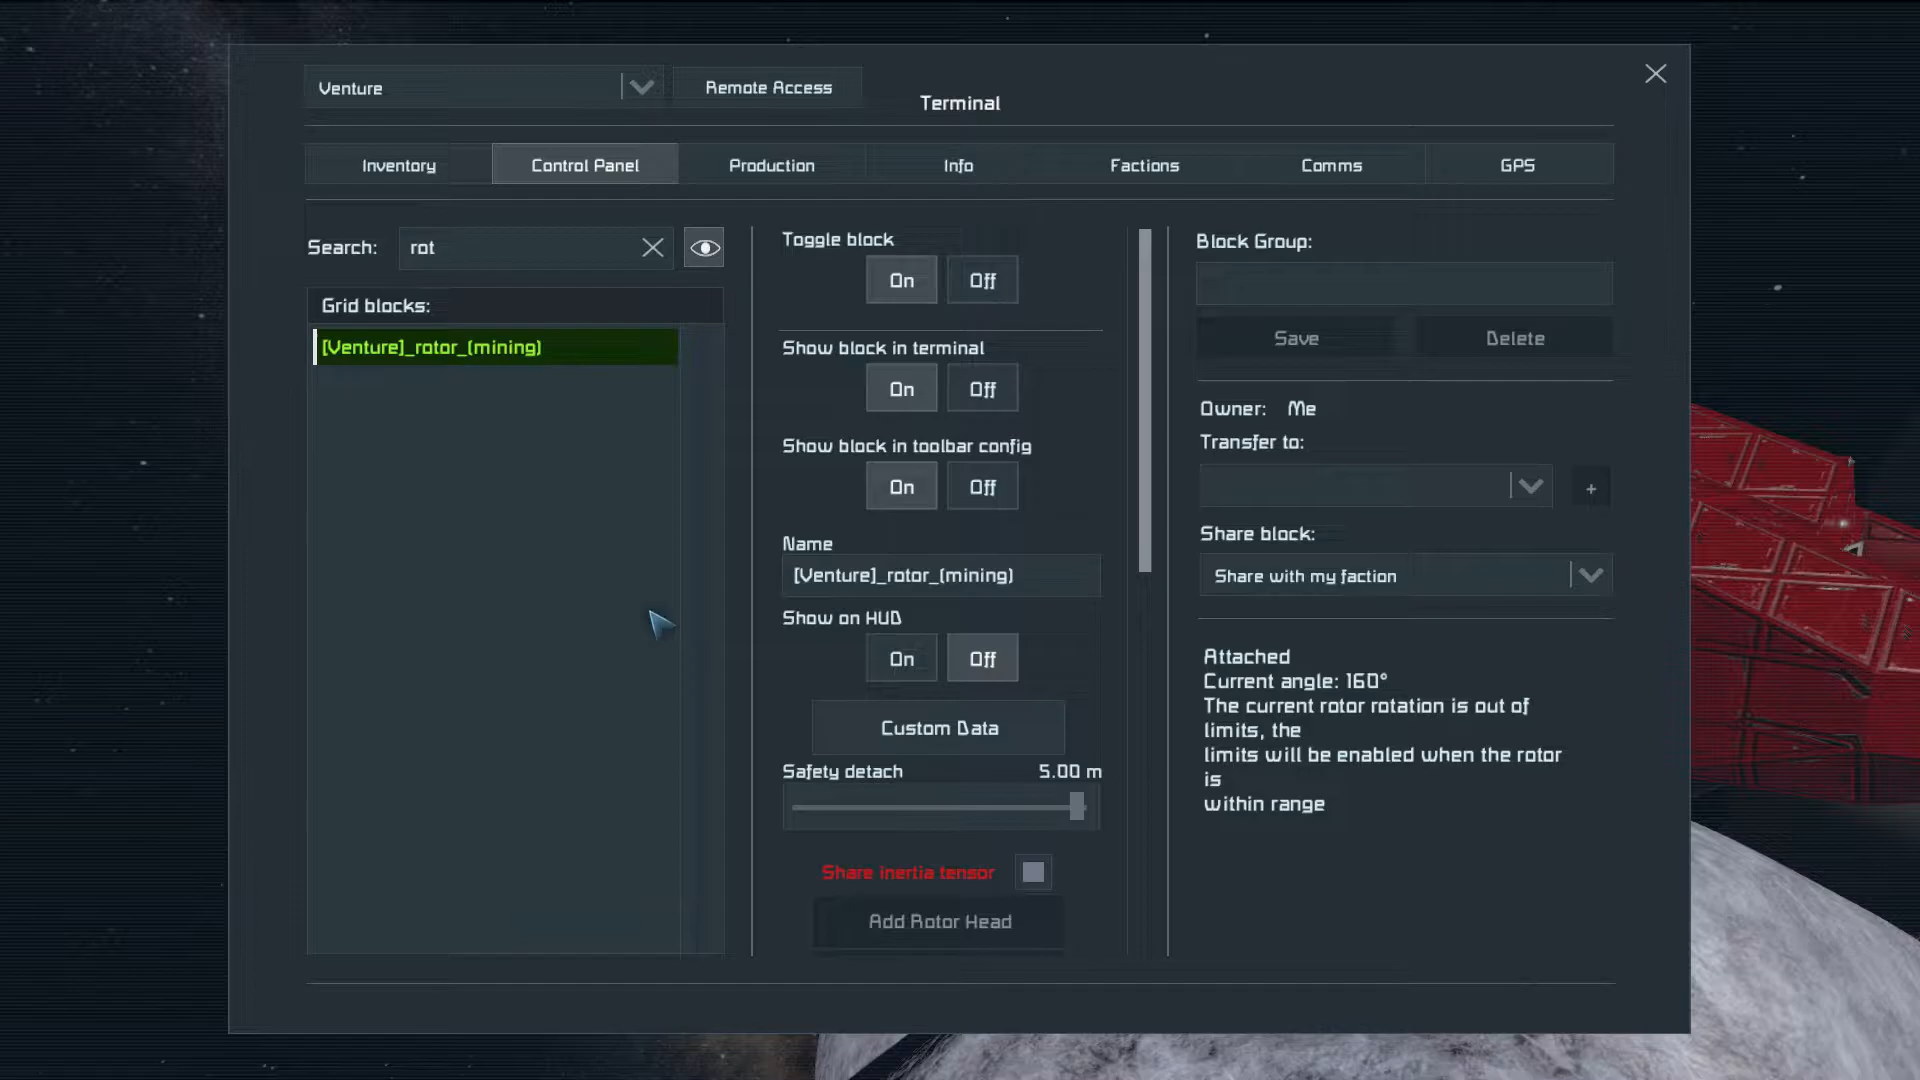 Venture
Remote Access
Terminal
Inventory
Control Panel
Production
Info
Factions
Comms
GPS
Search:
rot
Grid blocks:
[Venture]_rotor_(mining)
Toggle block
On
Off
Show block in terminal
On
Off
Show block in toolbar config
On
Off
Name
[Venture]_rotor_(mining)
Show on HUD
On
Off
Custom Data
Safety detach 5.00 m
Share inertia tensor
Add Rotor Head
Block Group:
Save
Delete
Owner: Me
Transfer to:
+
Share block:
Share with my faction
Attached
Current angle: 160°
The current rotor rotation is out of
limits, the
limits will be enabled when the rotor
is
within range